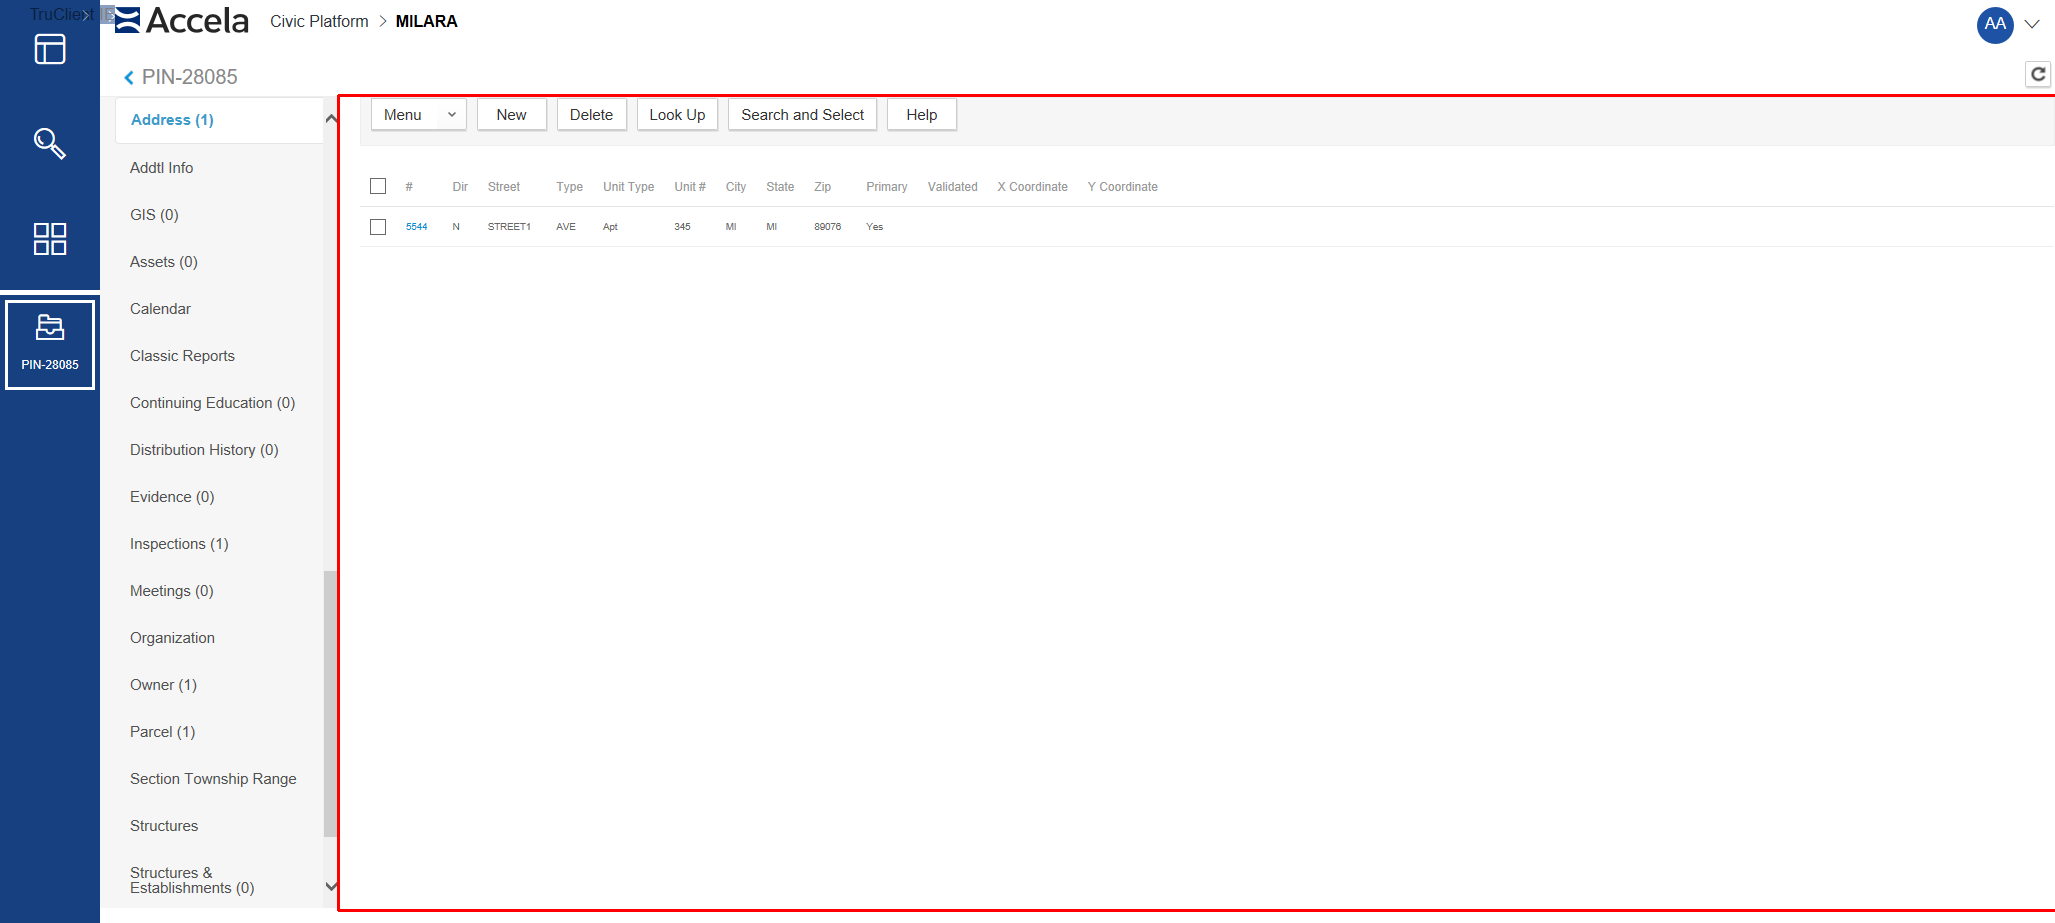 TruClient
Accela Civic Platform > MILARA AA
PIN-28085
Address (1)
Menu New Delete Look Up Search and Select Help
Addtl Info
# Dir Street Type Unit Type Unit # City State Zip Primary Validated X Coordinate Y Coordinate
GIS (0)
5544 N STREET1 AVE Apt 345 MI MI 89076 Yes
Assets (0)
Calendar
Classic Reports
PIN-28085
Continuing Education (0)
Distribution History (0)
Evidence (0)
Inspections (1)
Meetings (0)
Organization
Owner (1)
Parcel (1)
Section Township Range
Structures
Structures &
Establishments (0)